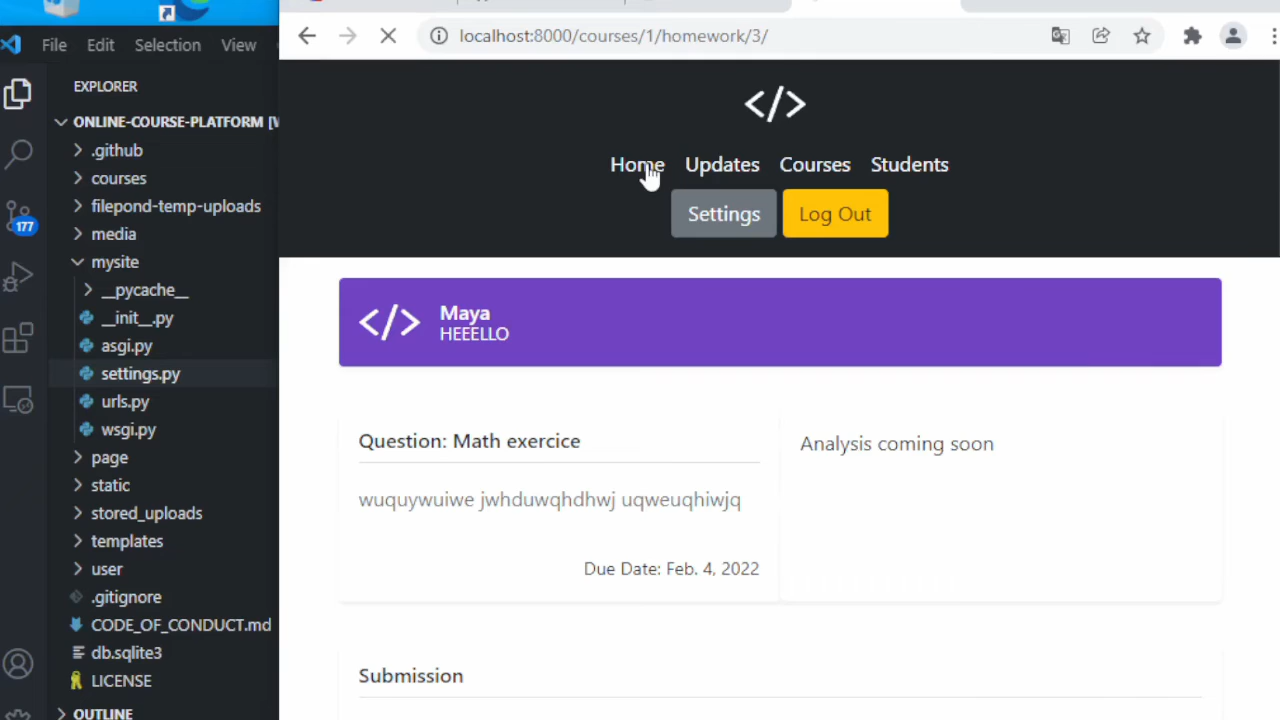 File Edit Selection View
localhost:8000/courses/1/homework/3/
EXPLORER
ONLINE-COURSE-PLATFORM [W
.github
courses
filepond-temp-uploads
media
mysite
__pycache__
__init__.py
asgi.py
settings.py
urls.py
wsgi.py
page
static
stored_uploads
templates
user
.gitignore
CODE_OF_CONDUCT.md
db.sqlite3
LICENSE
OUTLINE
177
</>
Home Updates Courses Students
Settings Log Out
</>
Maya
HEEELLO
Question: Math exercice
wuquywuiwe jwhduwqhdhwj uqweuqhiwjq
Due Date: Feb. 4, 2022
Analysis coming soon
Submission